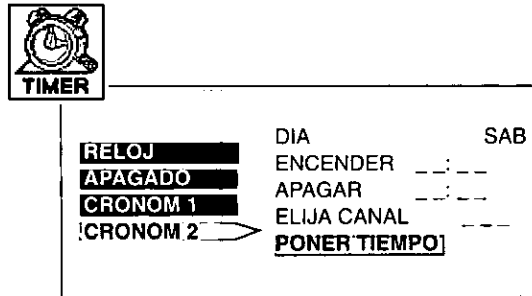 TIMER
RELOJ
APAGADO
CRONOM 1
CRONOM 2
DIA SAB
ENCENDER _ _:_ _
APAGAR _ _:_ _
ELIJA CANAL _ _ _
PONER TIEMPO